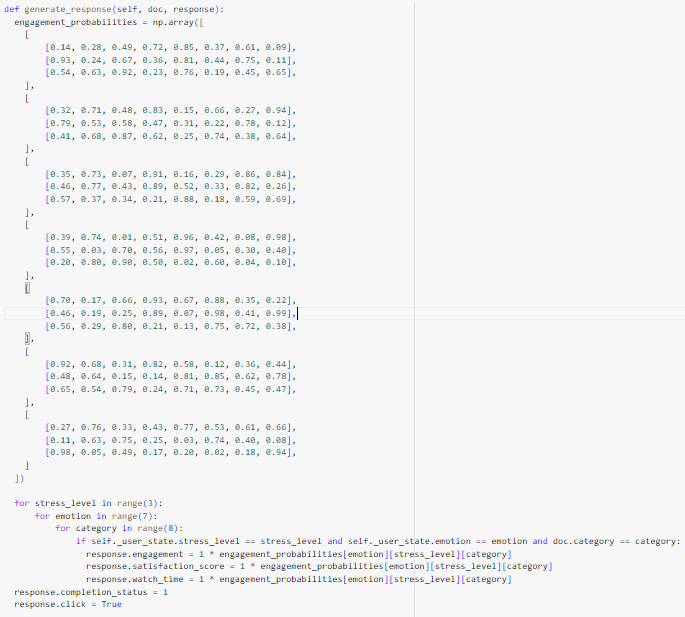 def generate_response(self, doc, response):
  engagement_probabilities = np.array([
    [
        [0.14, 0.28, 0.49, 0.72, 0.85, 0.37, 0.61, 0.09],
        [0.93, 0.24, 0.67, 0.36, 0.81, 0.44, 0.75, 0.11],
        [0.54, 0.63, 0.92, 0.23, 0.76, 0.19, 0.45, 0.65],
    ],
    [
        [0.32, 0.71, 0.48, 0.83, 0.15, 0.66, 0.27, 0.94],
        [0.79, 0.53, 0.58, 0.47, 0.31, 0.22, 0.78, 0.12],
        [0.41, 0.68, 0.87, 0.62, 0.25, 0.74, 0.38, 0.64],
    ],
    [
        [0.35, 0.73, 0.07, 0.91, 0.16, 0.29, 0.86, 0.84],
        [0.46, 0.77, 0.43, 0.89, 0.52, 0.33, 0.82, 0.26],
        [0.57, 0.37, 0.34, 0.21, 0.88, 0.18, 0.59, 0.69],
    ],
    [
        [0.39, 0.74, 0.01, 0.51, 0.96, 0.42, 0.08, 0.98],
        [0.55, 0.03, 0.70, 0.56, 0.97, 0.05, 0.30, 0.40],
        [0.20, 0.80, 0.90, 0.50, 0.02, 0.60, 0.04, 0.10],
    ],
    [
        [0.70, 0.17, 0.66, 0.93, 0.67, 0.88, 0.35, 0.22],
        [0.46, 0.19, 0.25, 0.89, 0.07, 0.98, 0.41, 0.99],
        [0.56, 0.29, 0.80, 0.21, 0.13, 0.75, 0.72, 0.38],
    ],
    [
        [0.92, 0.68, 0.31, 0.82, 0.58, 0.12, 0.36, 0.44],
        [0.48, 0.64, 0.15, 0.14, 0.81, 0.85, 0.62, 0.78],
        [0.65, 0.54, 0.79, 0.24, 0.71, 0.73, 0.45, 0.47],
    ],
    [
        [0.27, 0.76, 0.33, 0.43, 0.77, 0.53, 0.61, 0.66],
        [0.11, 0.63, 0.75, 0.25, 0.03, 0.74, 0.40, 0.08],
        [0.98, 0.05, 0.49, 0.17, 0.20, 0.02, 0.18, 0.94],
    ]
  ])
  for stress_level in range(3):
      for emotion in range(7):
          for category in range(8):
              if self._user_state.stress_level == stress_level and self._user_state.emotion == emotion and doc.category == category:
                response.engagement = 1 * engagement_probabilities[emotion][stress_level][category]
                response.satisfaction_score = 1 * engagement_probabilities[emotion][stress_level][category]
                response.watch_time = 1 * engagement_probabilities[emotion][stress_level][category]
  response.completion_status = 1
  response.click = True